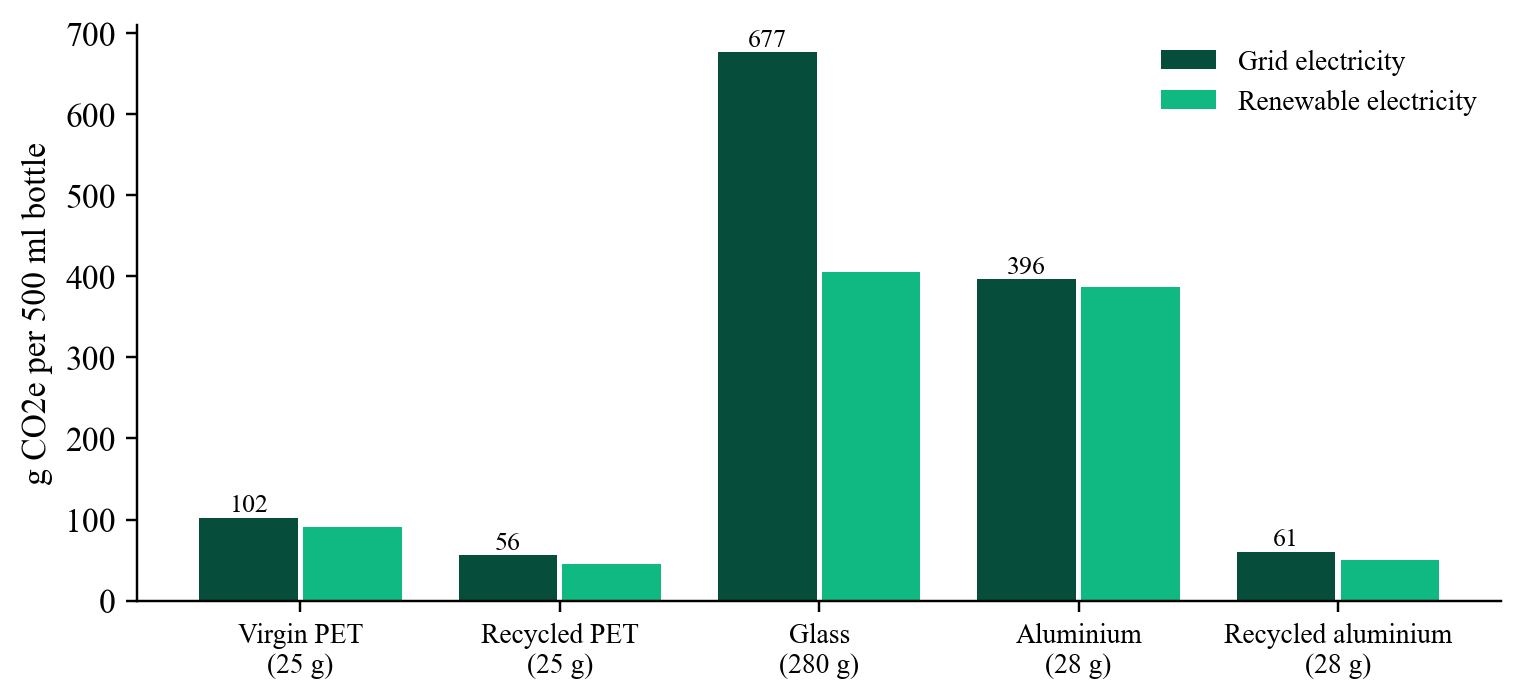 g CO2e per 500 ml bottle
700
600
500
400
300
200
100
0
102
56
677
396
61
Grid electricity
Renewable electricity
Virgin PET
(25 g)
Recycled PET
(25 g)
Glass
(280 g)
Aluminium
(28 g)
Recycled aluminium
(28 g)